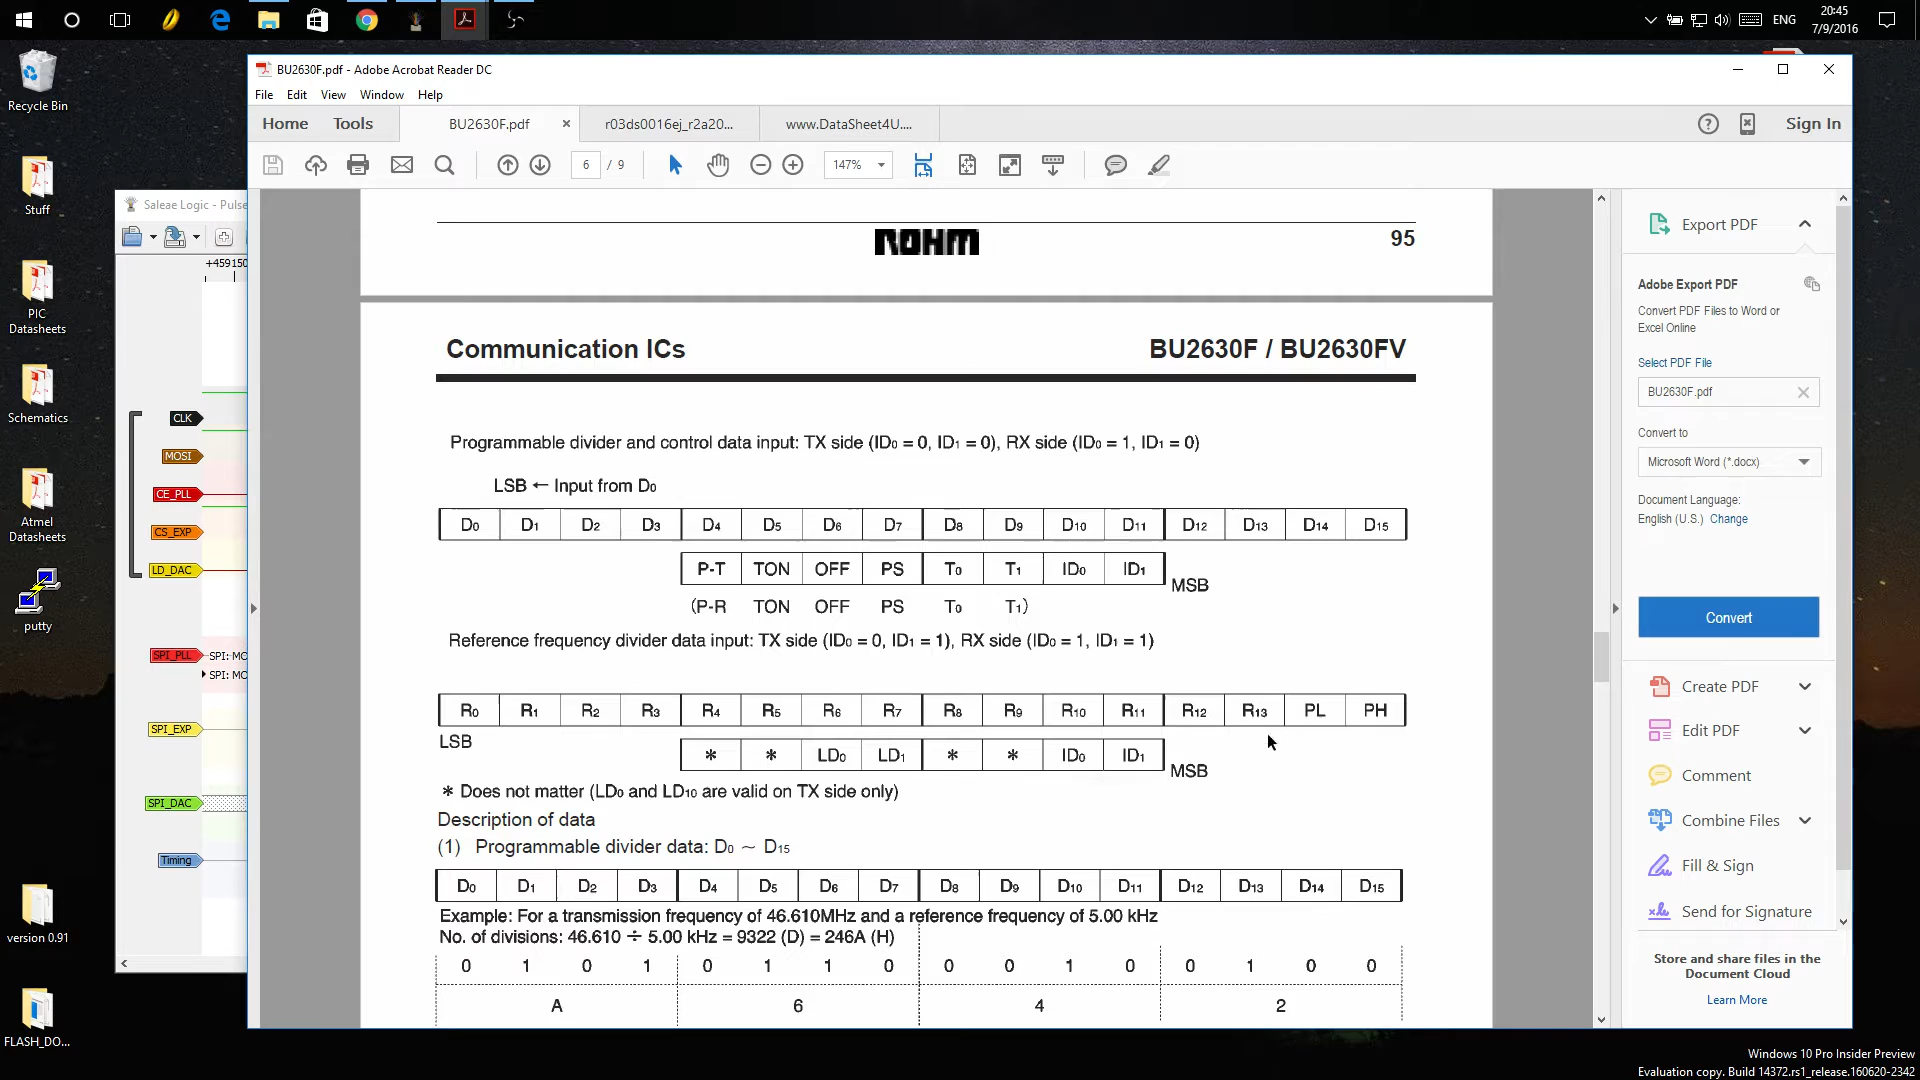 20:45
ENG
7/9/2016
Recycle Bin
Stuff
PIC
Datasheets
Schematics
Atmel
Datasheets
putty
version 0.91
FLASH_DO...
Saleae Logic - Pulse
+459150
CLK
MOSI
CE_PLL
CS_EXP
LD_DAC
SPI_PLL
SPI: MO
SPI: MO
SPI_EXP
SPI_DAC
Timing
BU2630F.pdf - Adobe Acrobat Reader DC
File Edit View Window Help
Home Tools BU2630F.pdf × r03ds0016ej_r2a20... www.DataSheet4U.... Sign In
6 / 9 147%
ROHM 95
Communication ICs BU2630F / BU2630FV
Programmable divider and control data input: TX side (ID0 = 0, ID1 = 0), RX side (ID0 = 1, ID1 = 0)
LSB ← Input from D0
D0 D1 D2 D3 D4 D5 D6 D7 D8 D9 D10 D11 D12 D13 D14 D15
P-T TON OFF PS T0 T1 ID0 ID1 MSB
(P-R TON OFF PS T0 T1)
Reference frequency divider data input: TX side (ID0 = 0, ID1 = 1), RX side (ID0 = 1, ID1 = 1)
R0 R1 R2 R3 R4 R5 R6 R7 R8 R9 R10 R11 R12 R13 PL PH
LSB
* * LD0 LD1 * * ID0 ID1 MSB
* Does not matter (LD0 and LD10 are valid on TX side only)
Description of data
(1) Programmable divider data: D0 ~ D15
D0 D1 D2 D3 D4 D5 D6 D7 D8 D9 D10 D11 D12 D13 D14 D15
Example: For a transmission frequency of 46.610MHz and a reference frequency of 5.00 kHz
No. of divisions: 46.610 ÷ 5.00 kHz = 9322 (D) = 246A (H)
0 1 0 1 0 1 1 0 0 0 1 0 0 1 0 0
A 6 4 2
Export PDF
Adobe Export PDF
Convert PDF Files to Word or
Excel Online
Select PDF File
BU2630F.pdf
Convert to
Microsoft Word (*.docx)
Document Language:
English (U.S.) Change
Convert
Create PDF
Edit PDF
Comment
Combine Files
Fill & Sign
Send for Signature
Store and share files in the
Document Cloud
Learn More
Windows 10 Pro Insider Preview
Evaluation copy. Build 14372.rs1_release.160620-2342